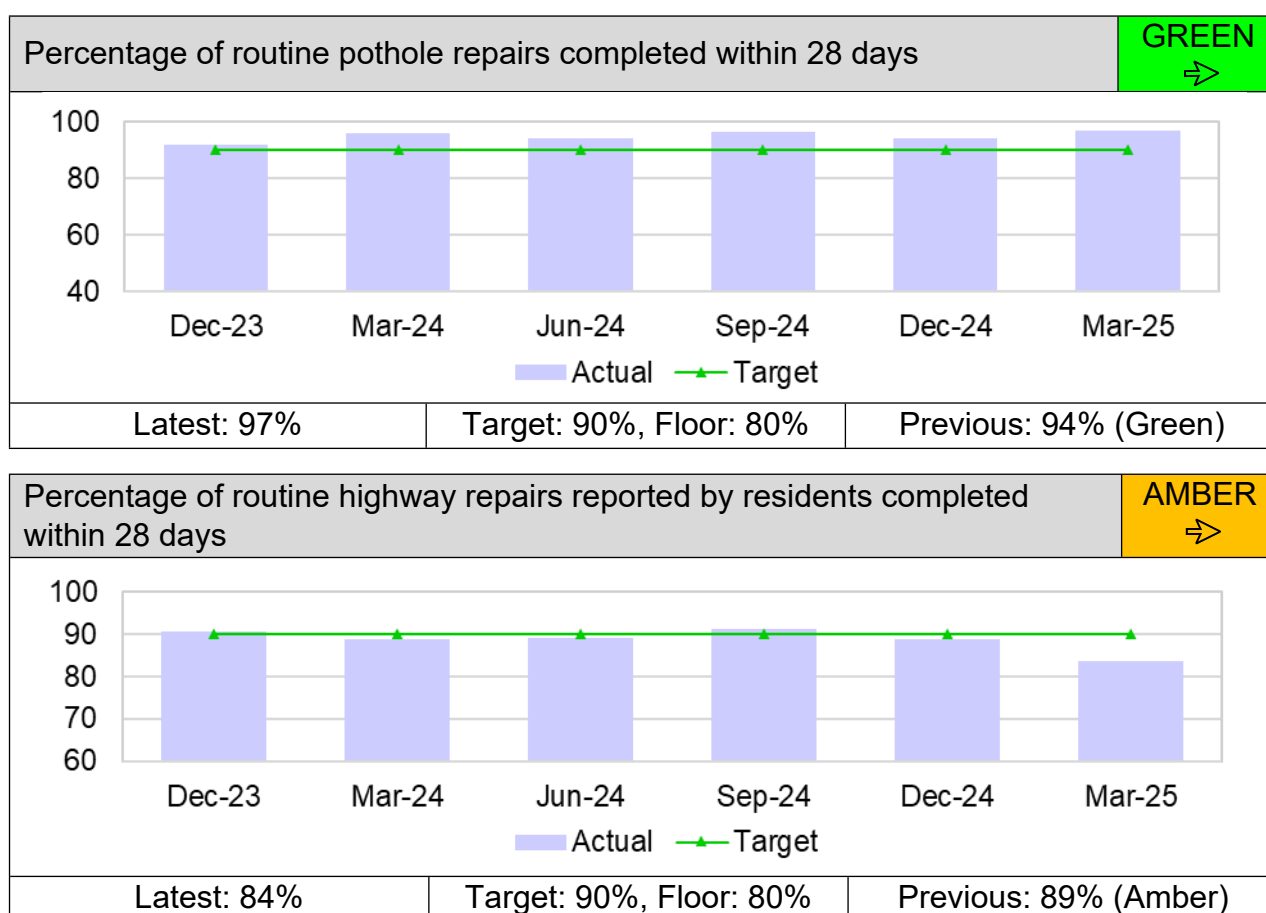 Percentage of routine pothole repairs completed within 28 days
GREEN
100
80
60
40
Dec-23 Mar-24 Jun-24 Sep-24 Dec-24 Mar-25
Actual Target
Latest: 97% Target: 90%, Floor: 80% Previous: 94% (Green)
Percentage of routine highway repairs reported by residents completed
within 28 days
AMBER
100
90
80
70
60
Dec-23 Mar-24 Jun-24 Sep-24 Dec-24 Mar-25
Actual Target
Latest: 84% Target: 90%, Floor: 80% Previous: 89% (Amber)